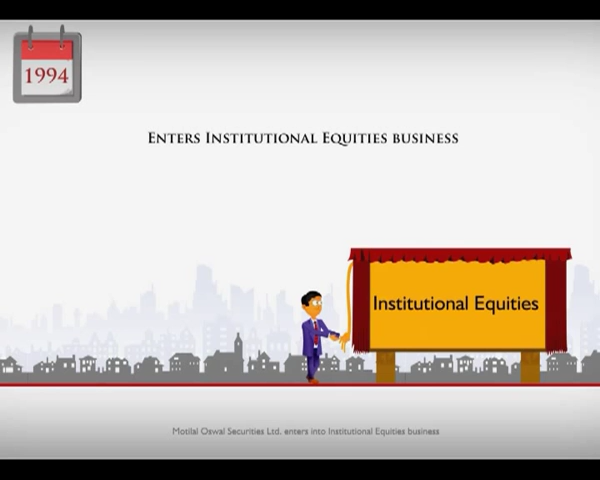 1994
Enters Institutional Equities business
Institutional Equities
Motilal Oswal Securities Ltd. enters into Institutional Equities business